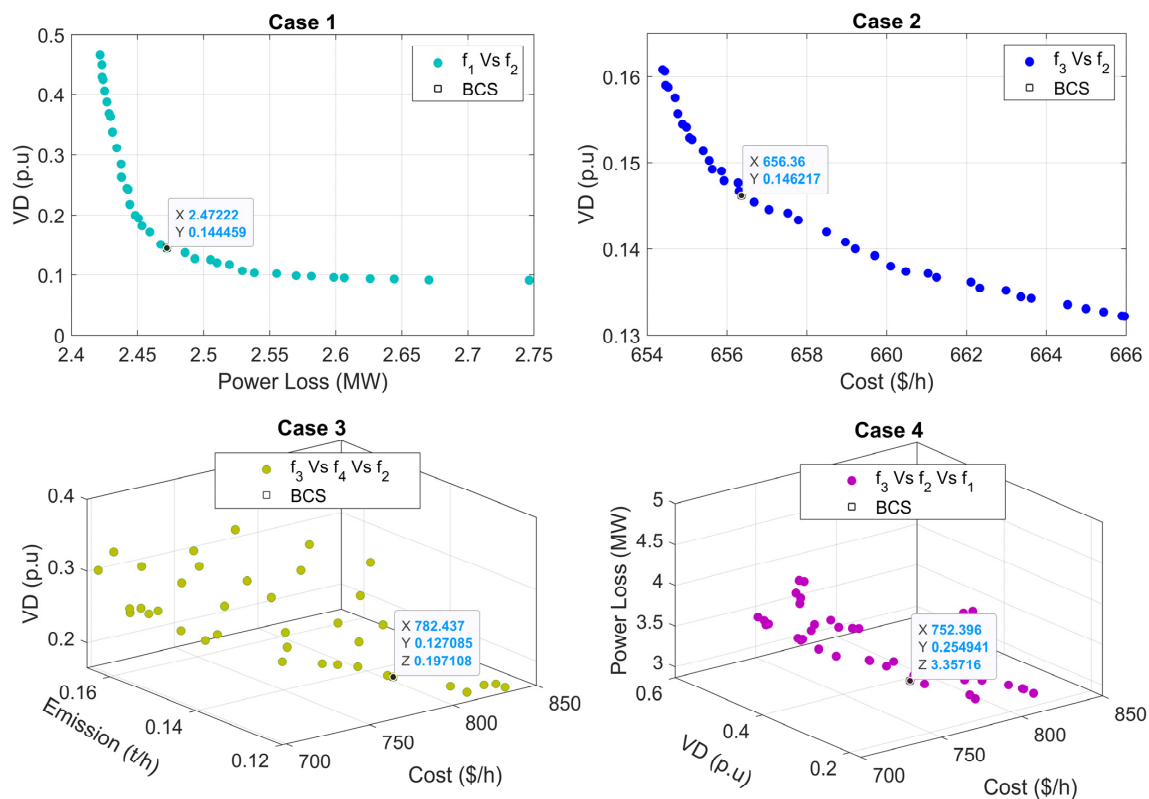 Case 1
f1 Vs f2
BCS
X 2.47222
Y 0.144459
0.5
0.4
0.3
0.2
0.1
0
VD (p.u)
2.4 2.45 2.5 2.55 2.6 2.65 2.7 2.75
Power Loss (MW)
Case 2
f3 Vs f2
BCS
X 656.36
Y 0.146217
0.16
0.15
0.14
0.13
VD (p.u)
654 656 658 660 662 664 666
Cost ($/h)
Case 3
f3 Vs f4 Vs f2
BCS
X 782.437
Y 0.127085
Z 0.197108
0.4
0.3
0.2
VD (p.u)
0.16
0.14
0.12
Emission (t/h)
700
750
800
850
Cost ($/h)
Case 4
f3 Vs f2 Vs f1
BCS
X 752.396
Y 0.254941
Z 3.35716
5
4.5
4
3.5
3
Power Loss (MW)
0.6
0.4
0.2
VD (p.u)
700
750
800
850
Cost ($/h)